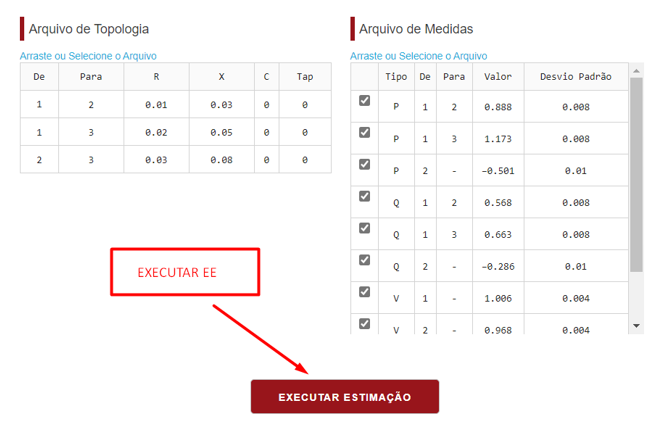 Arquivo de Topologia
Arraste ou Selecione o Arquivo
De Para R X C Tap
1 2 0.01 0.03 0 0
1 3 0.02 0.05 0 0
2 3 0.03 0.08 0 0
Arquivo de Medidas
Arraste ou Selecione o Arquivo
Tipo De Para Valor Desvio Padrão
P 1 2 0.888 0.008
P 1 3 1.173 0.008
P 2 - −0.501 0.01
Q 1 2 0.568 0.008
Q 1 3 0.663 0.008
Q 2 - −0.286 0.01
V 1 - 1.006 0.004
V 2 - 0.968 0.004
EXECUTAR EE
EXECUTAR ESTIMAÇÃO